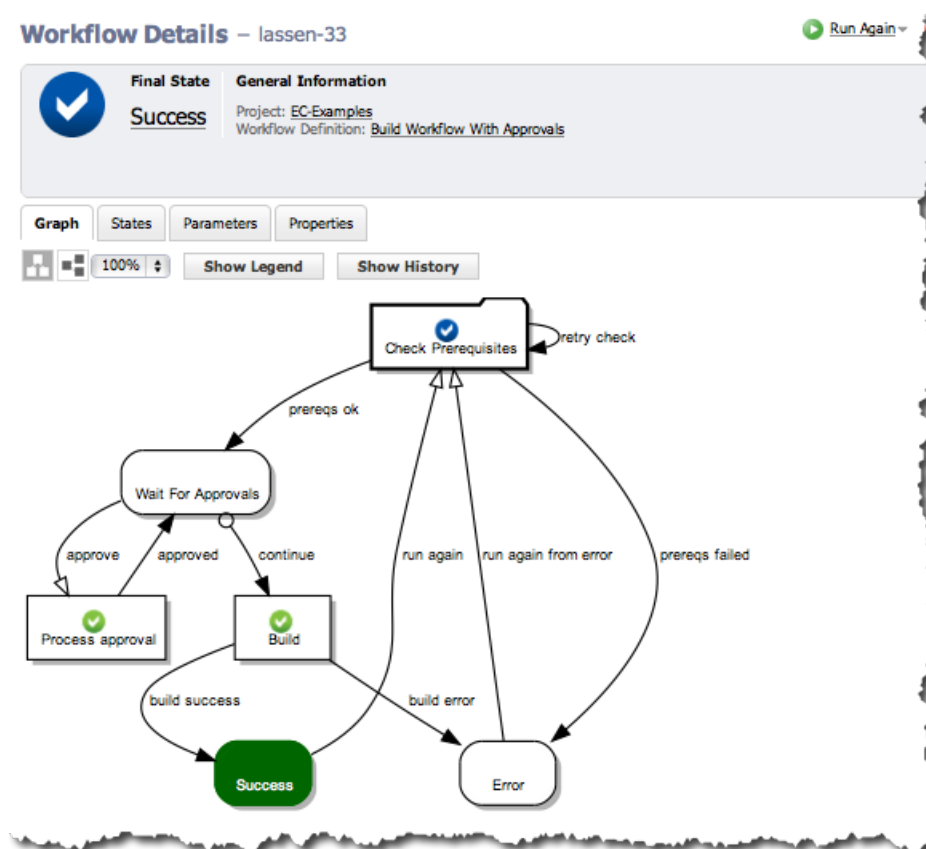 Workflow Details – lassen-33
Run Again
Final State
General Information
Success
Project: EC-Examples
Workflow Definition: Build Workflow With Approvals
Graph
States
Parameters
Properties
100%
Show Legend
Show History
Check Prerequisites
retry check
prereqs ok
Wait For Approvals
approve
approved
continue
run again
run again from error
prereqs failed
Process approval
Build
build success
build error
Success
Error